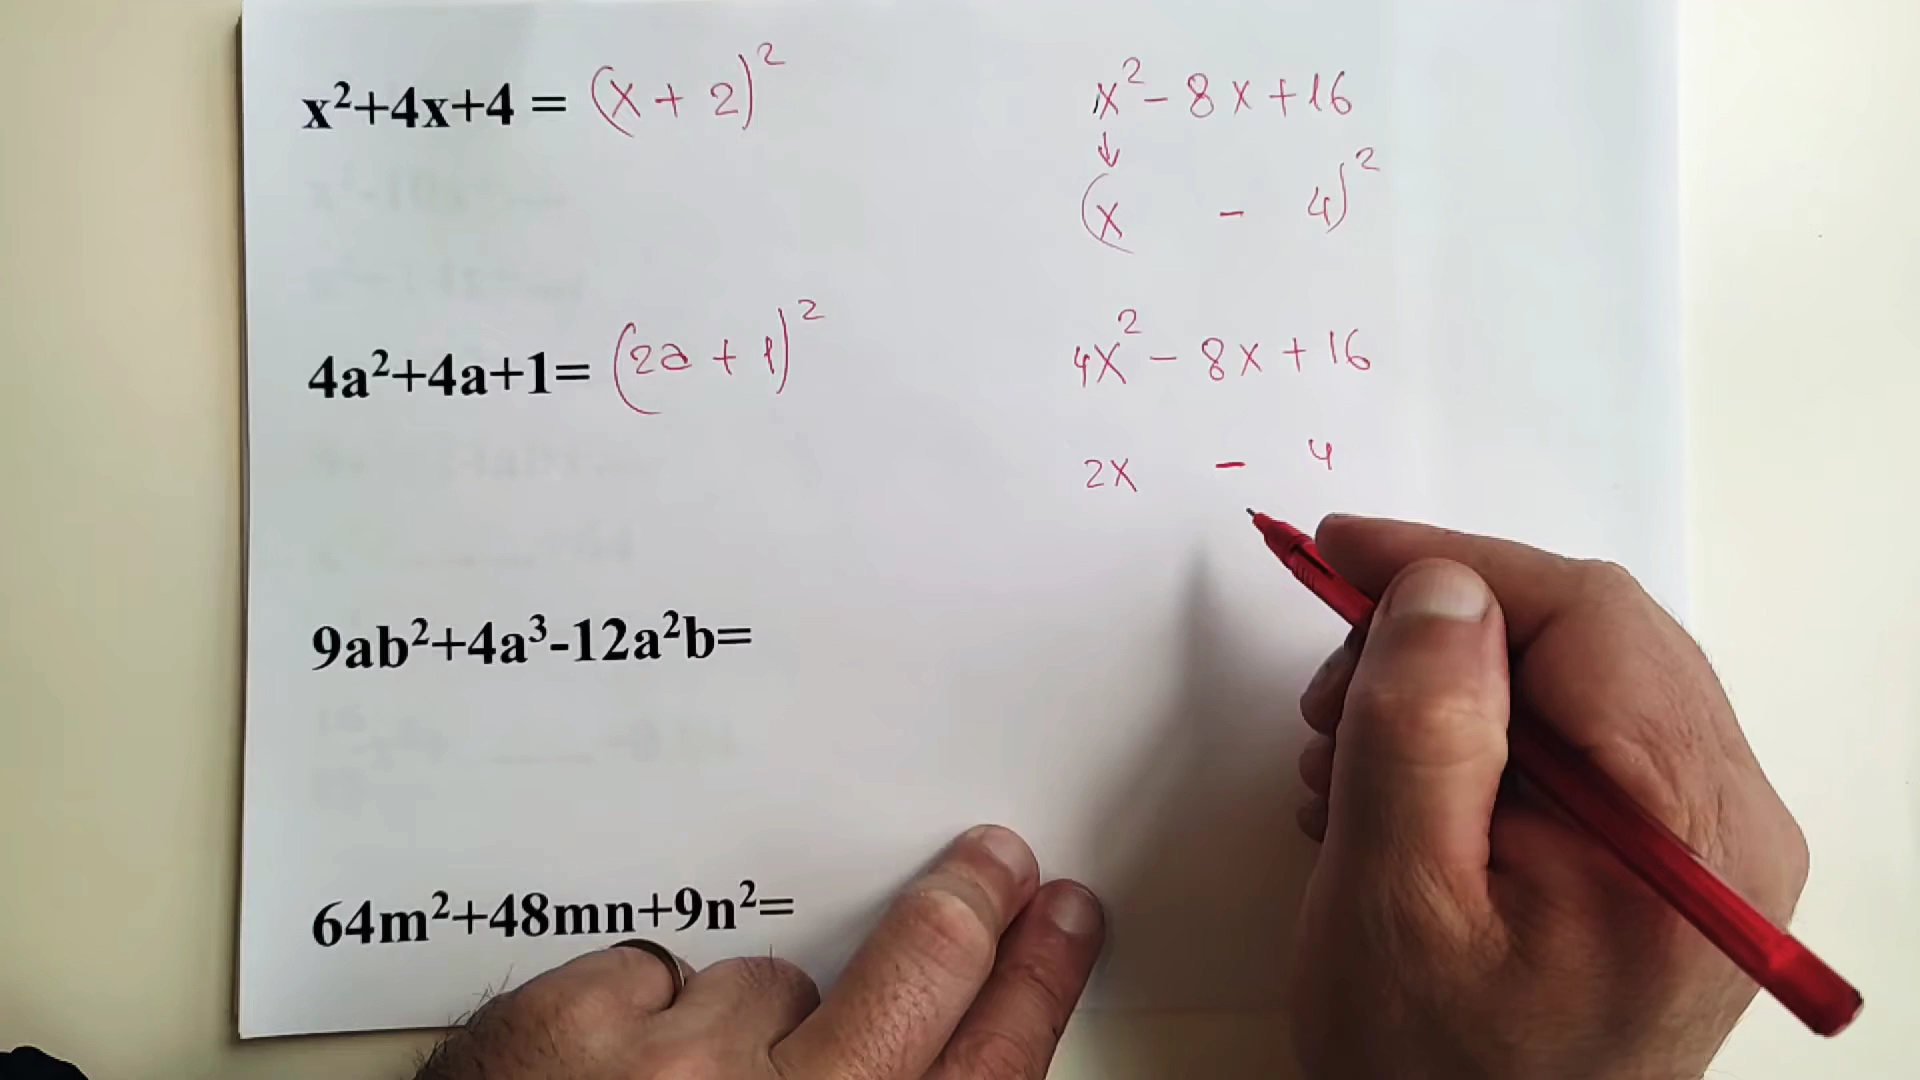 x²+4x+4 = (x + 2)²
4a²+4a+1= (2a + 1)²
9ab²+4a³-12a²b=
64m²+48mn+9n²=
x² - 8x + 16
↓
(x - 4)²
4x² - 8x + 16
2x - 4